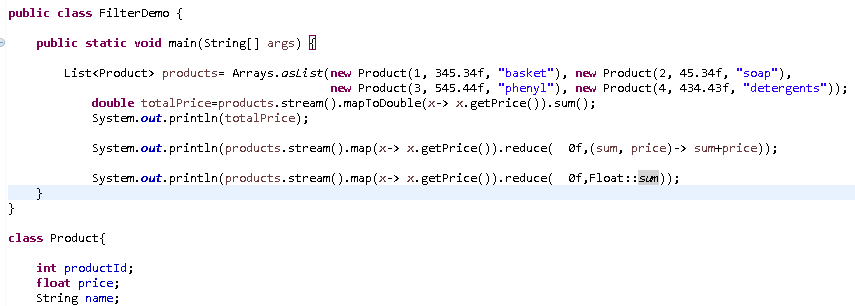 public class FilterDemo {
public static void main(String[] args) {
List<Product> products= Arrays.asList(new Product(1, 345.34f, "basket"), new Product(2, 45.34f, "soap"),
new Product(3, 545.44f, "phenyl"), new Product(4, 434.43f, "detergents"));
double totalPrice=products.stream().mapToDouble(x-> x.getPrice()).sum();
System.out.println(totalPrice);
System.out.println(products.stream().map(x-> x.getPrice()).reduce(  0f,(sum, price)-> sum+price));
System.out.println(products.stream().map(x-> x.getPrice()).reduce(  0f,Float::sum));
}
}
class Product{
int productId;
float price;
String name;